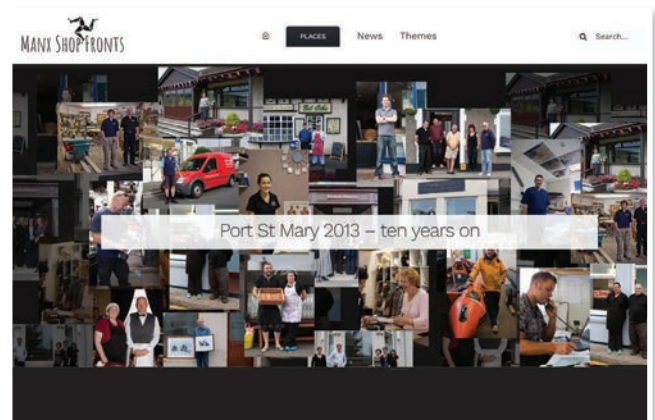 MANX SHOP FRONTS
PLACES
News
Themes
Search...
Port St Mary 2013 – ten years on